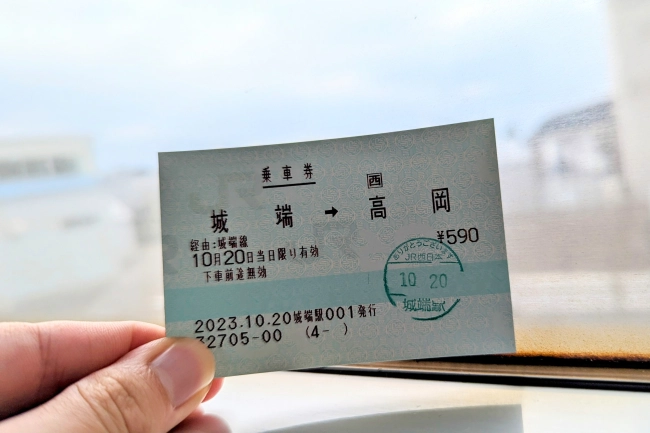 乗車券
城端→西高岡
経由:城端線
¥590
10月20日当日限り有効
下車前途無効
ありがとうございます
JR西日本
10 20
城端駅
2023.10.20城端駅001発行
32705-00 (4- )